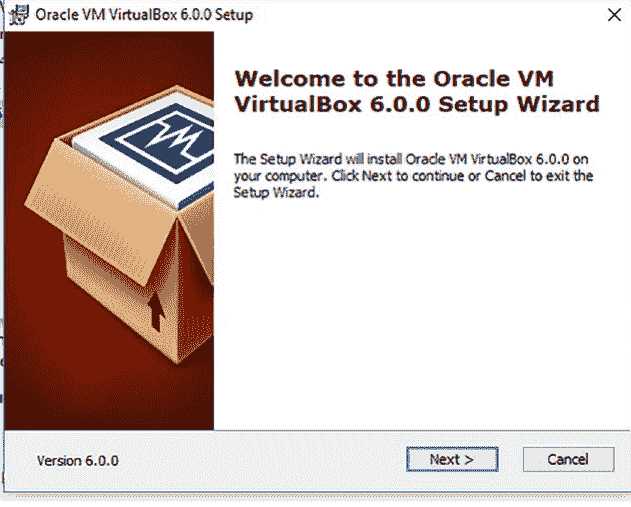 Oracle VM VirtualBox 6.0.0 Setup
Welcome to the Oracle VM
VirtualBox 6.0.0 Setup Wizard
The Setup Wizard will install Oracle VM VirtualBox 6.0.0 on
your computer. Click Next to continue or Cancel to exit the
Setup Wizard.
Version 6.0.0
Next >
Cancel